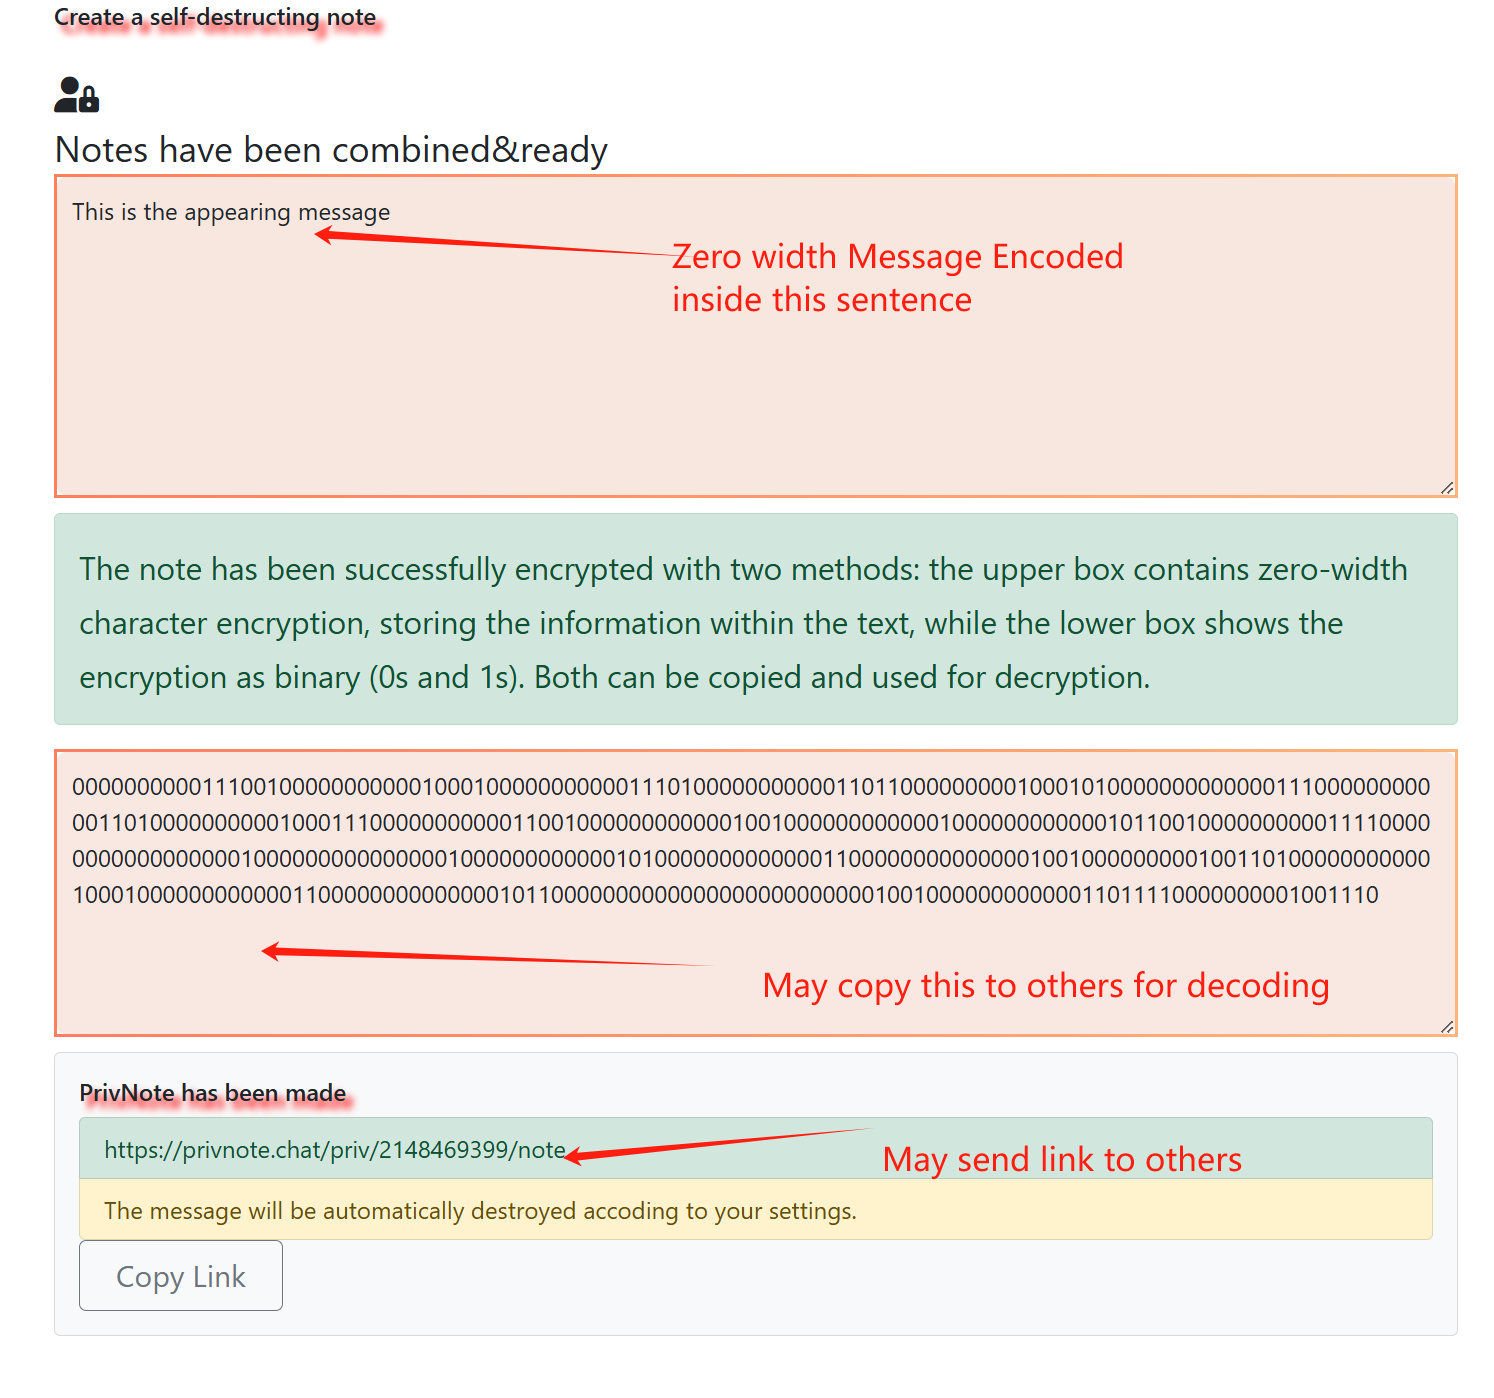 Create a self-destructing note
Notes have been combined&ready
This is the appearing message
Zero width Message Encoded
inside this sentence
The note has been successfully encrypted with two methods: the upper box contains zero-width
character encryption, storing the information within the text, while the lower box shows the
encryption as binary (0s and 1s). Both can be copied and used for decryption.
May copy this to others for decoding
PrivNote has been made
https://privnote.chat/priv/2148469399/note
May send link to others
The message will be automatically destroyed accoding to your settings.
Copy Link